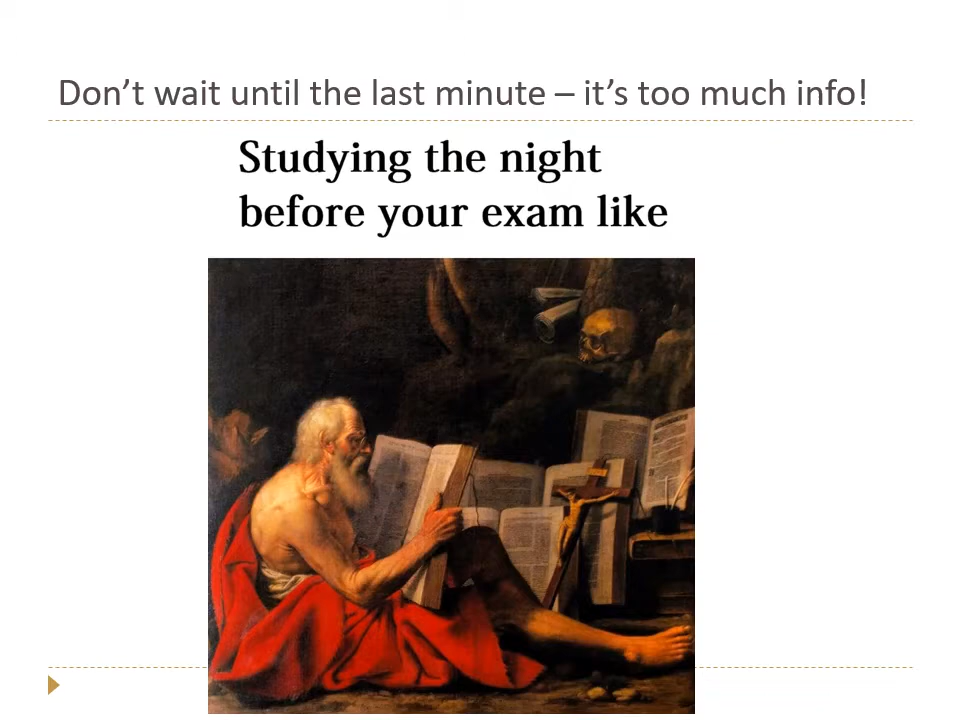 Don’t wait until the last minute – it’s too much info!
Studying the night
before your exam like